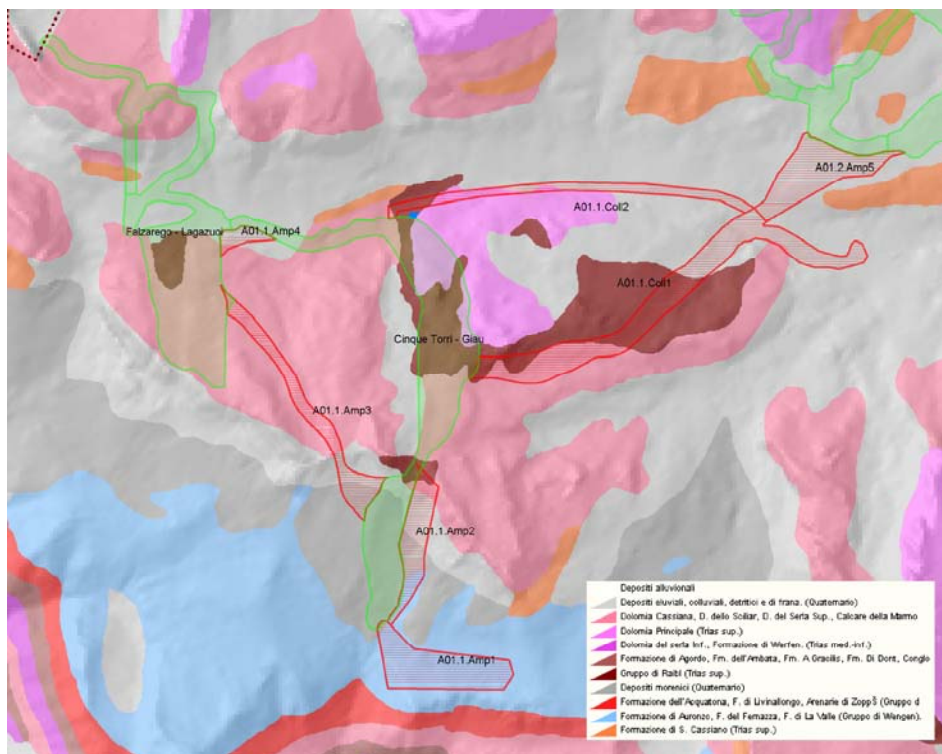 A01.2.Amp5
A01.1.Coll2
Falzarego - Lagazuoi
A01.1.Amp4
A01.1.Coll1
Cinque Torri - Giau
A01.1.Amp3
A01.1.Amp2
A01.1.Amp1
Depositi alluvionali
Depositi eluviali, colluviali, detritici e di frana. (Quaternario)
Dolomia Cassiana, D. dello Sciliar, D. del Serla Sup., Calcare della Marmo
Dolomia Principale (Trias sup.)
Dolomia del serla Inf., Formazione di Werfen. (Trias med.-inf.)
Formazione di Agordo, Fm. dell'Ambata, Fm. A Gracilis, Fm. Di Dont, Conglo
Gruppo di Raibl (Trias sup.)
Depositi morenici (Quaternario)
Formazione dell'Acquatona, F. di Livinallongo, Arenarie di ZoppŠ (Gruppo d
Formazione di Auronzo, F. del Fernazza, F. di La Valle (Gruppo di Wengen).
Formazione di S. Cassiano (Trias sup.)